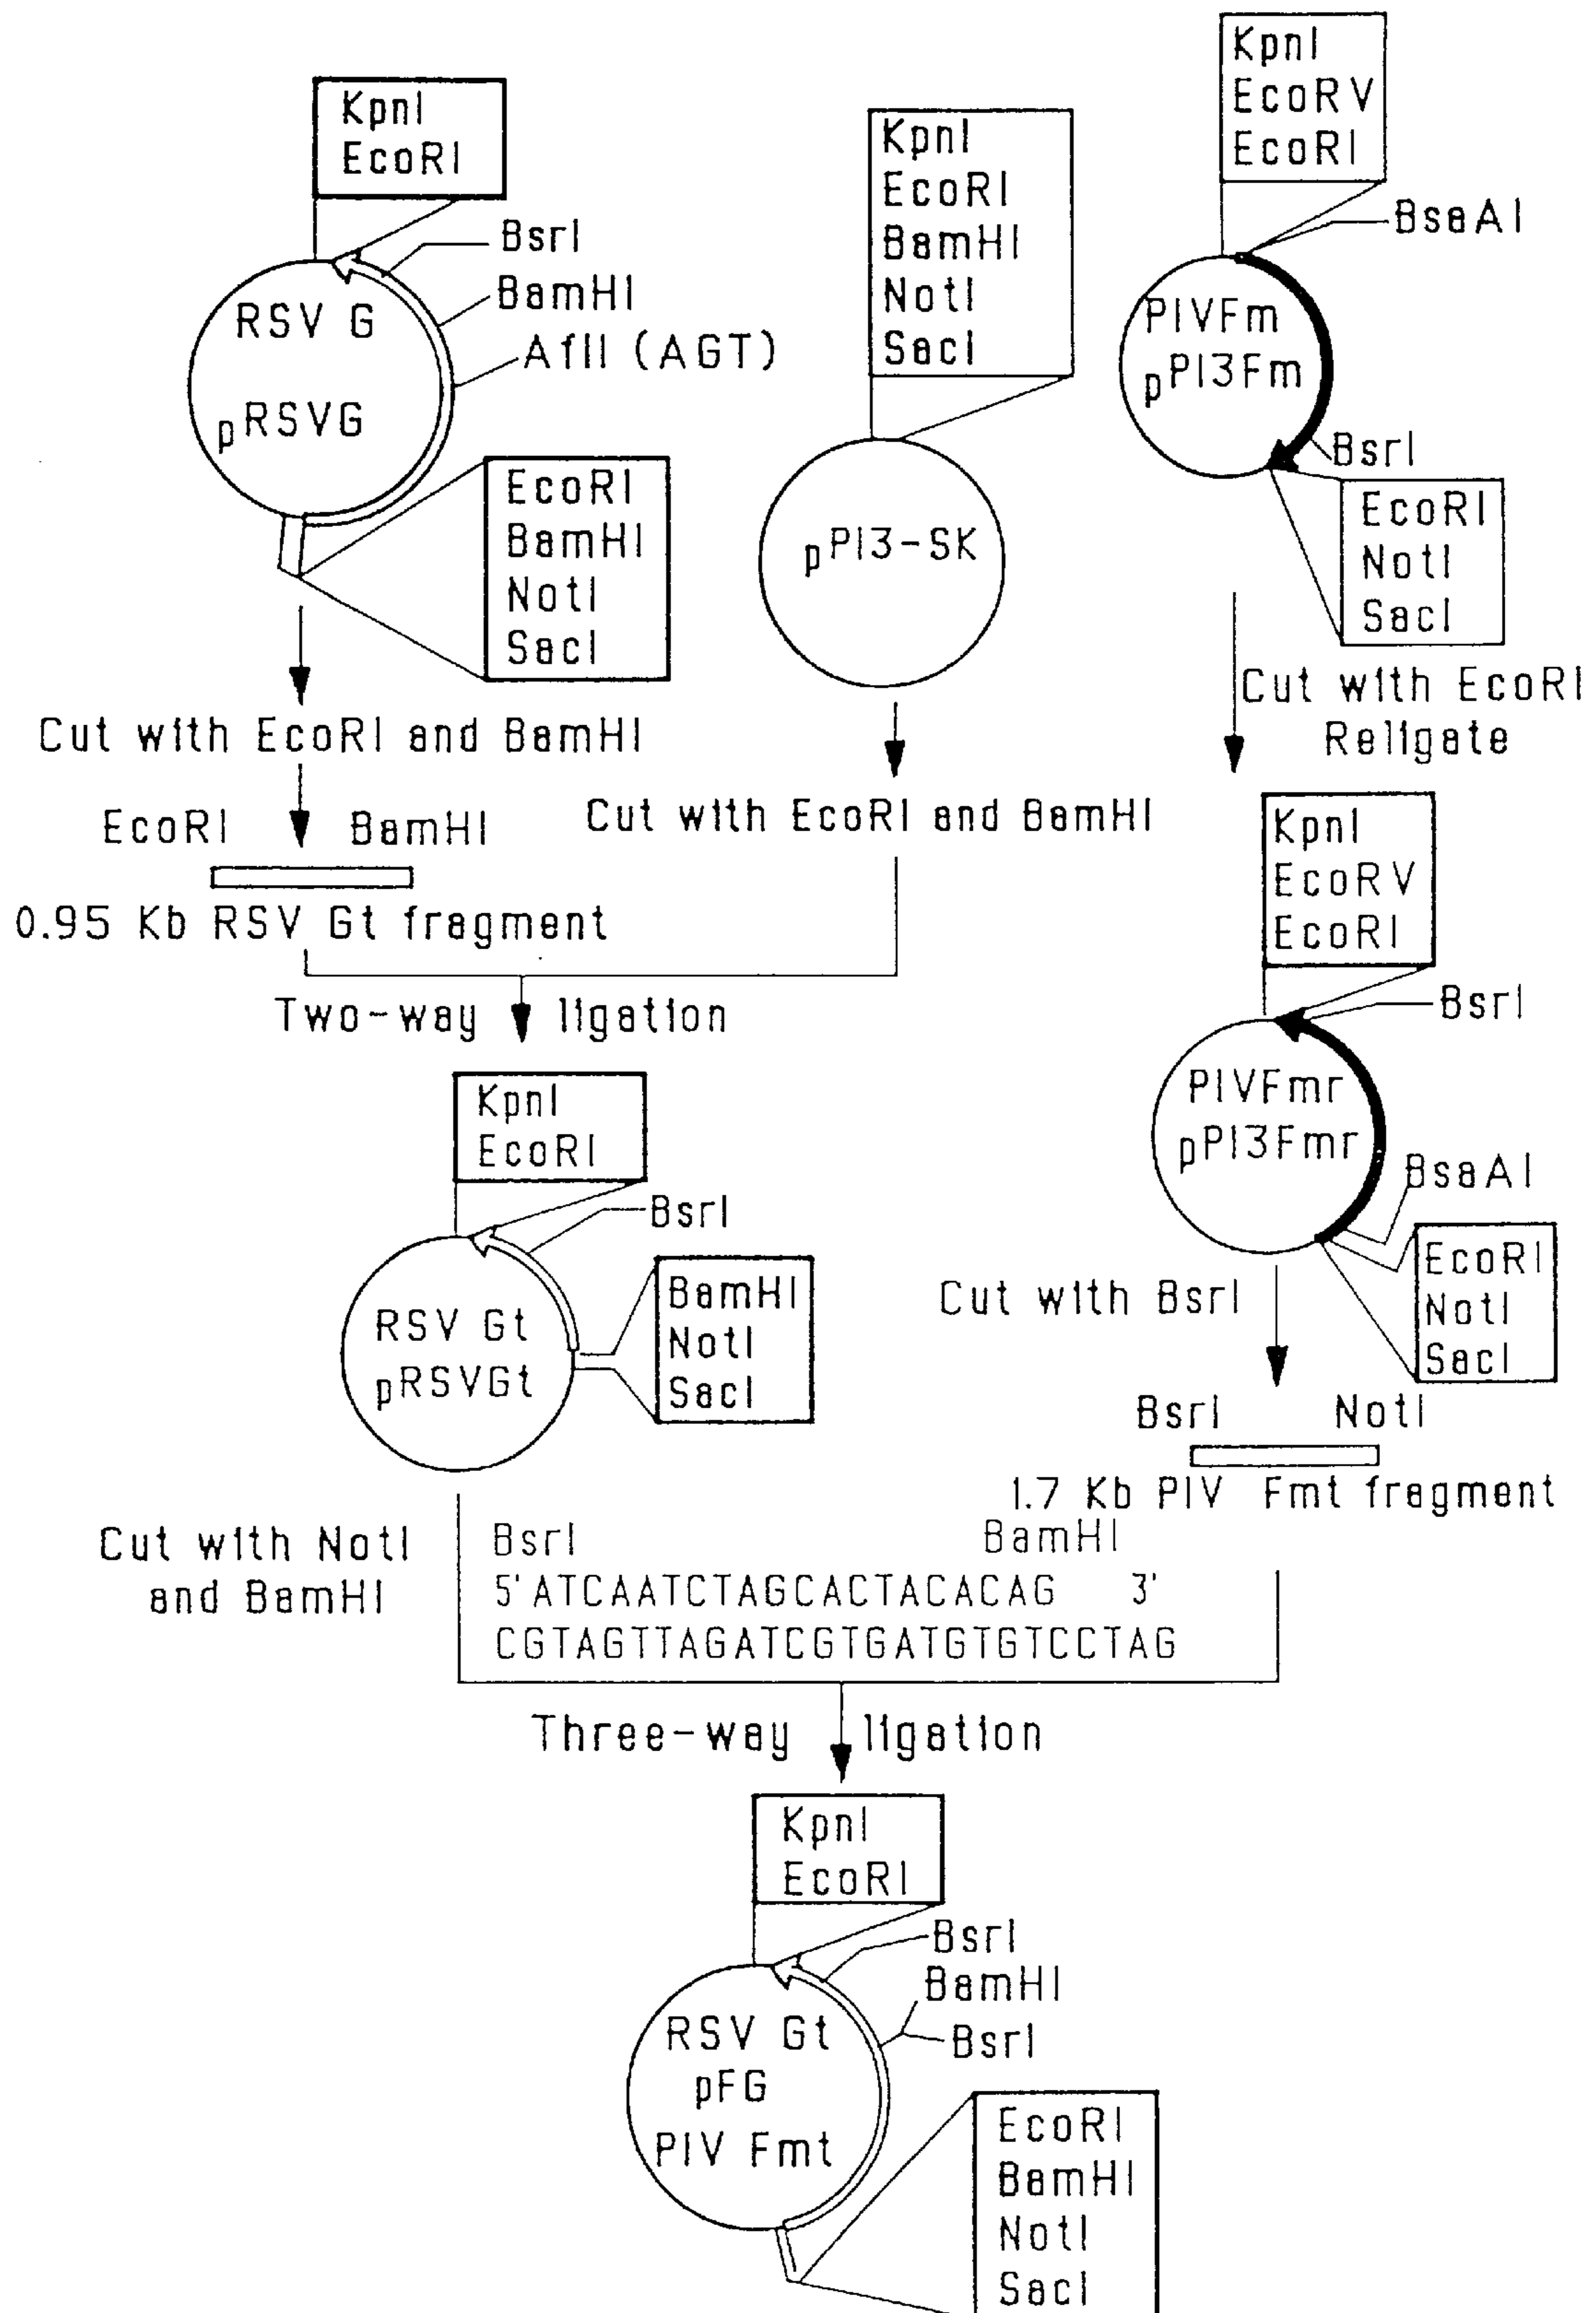 KpnI
EcoRI
BsrI
BamHI
AflI (AGT)
RSV G
pRSVG
EcoRI
BamHI
NotI
SacI
Cut with EcoRI and BamHI
EcoRI BamHI
0.95 Kb RSV Gt fragment
KpnI
EcoRI
BamHI
NotI
SacI
pPI3-SK
Cut with EcoRI and BamHI
KpnI
EcoRV
EcoRI
BsaAI
PIVFm
pPI3Fm
BsrI
EcoRI
NotI
SacI
Cut with EcoRI
Religate
Two-way ligation
KpnI
EcoRI
BsrI
RSV Gt
pRSVGt
BamHI
NotI
SacI
KpnI
EcoRV
EcoRI
BsrI
PIVFmr
pPI3Fmr
BsaAI
EcoRI
NotI
SacI
Cut with BsrI
BsrI NotI
1.7 Kb PIV Fmt fragment
Cut with NotI
and BamHI
BsrI BamHI
5'ATCAATCTAGCACTACACAG 3'
CGTAGTTAGATCGTGATGTGTCCTAG
Three-way ligation
KpnI
EcoRI
BsrI
BamHI
BsrI
RSV Gt
pFG
PIV Fmt
EcoRI
BamHI
NotI
SacI